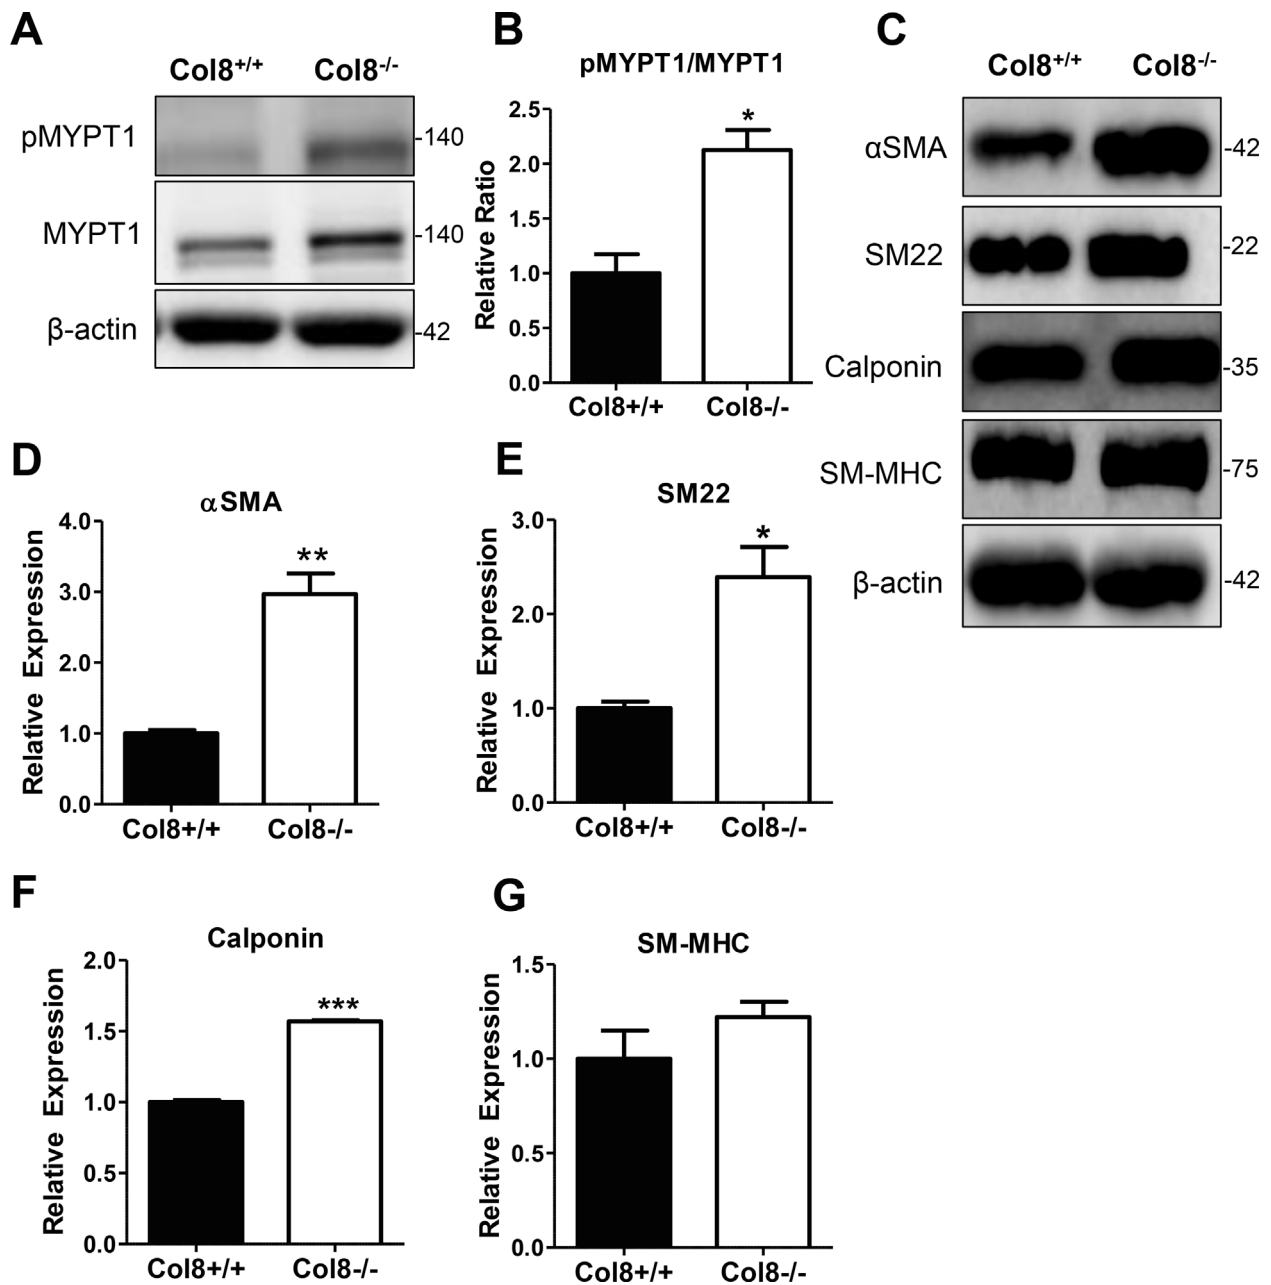 A
Col8+/+ Col8-/-
pMYPT1 -140
MYPT1 -140
β-actin -42
B
pMYPT1/MYPT1
Relative Ratio
2.5
*
2.0
1.5
1.0
0.5
0.0
Col8+/+ Col8-/-
C
Col8+/+ Col8-/-
αSMA -42
SM22 -22
Calponin -35
SM-MHC -75
β-actin -42
D
αSMA
Relative Expression
4.0
**
3.0
2.0
1.0
0.0
Col8+/+ Col8-/-
E
SM22
Relative Expression
3.0
*
2.0
1.0
0.0
Col8+/+ Col8-/-
F
Calponin
Relative Expression
2.0
***
1.5
1.0
0.5
0.0
Col8+/+ Col8-/-
G
SM-MHC
Relative Expression
1.5
1.0
0.5
0.0
Col8+/+ Col8-/-